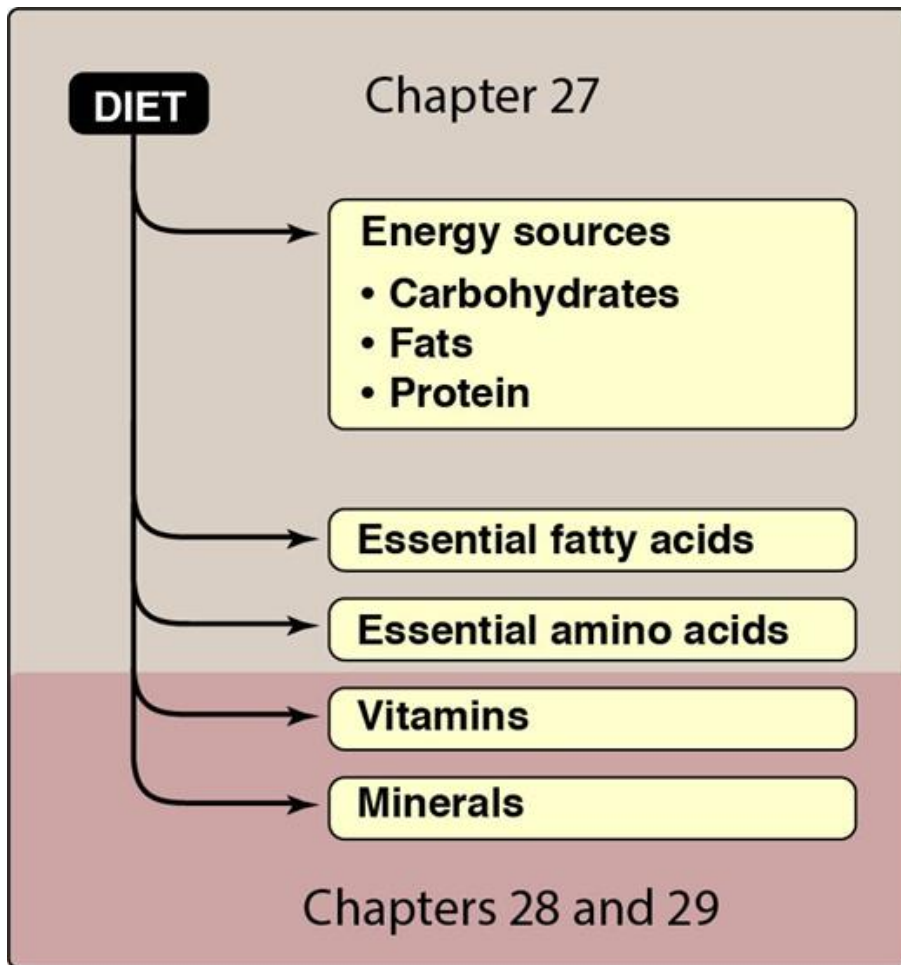 DIET
Chapter 27
Energy sources
• Carbohydrates
• Fats
• Protein
Essential fatty acids
Essential amino acids
Vitamins
Minerals
Chapters 28 and 29